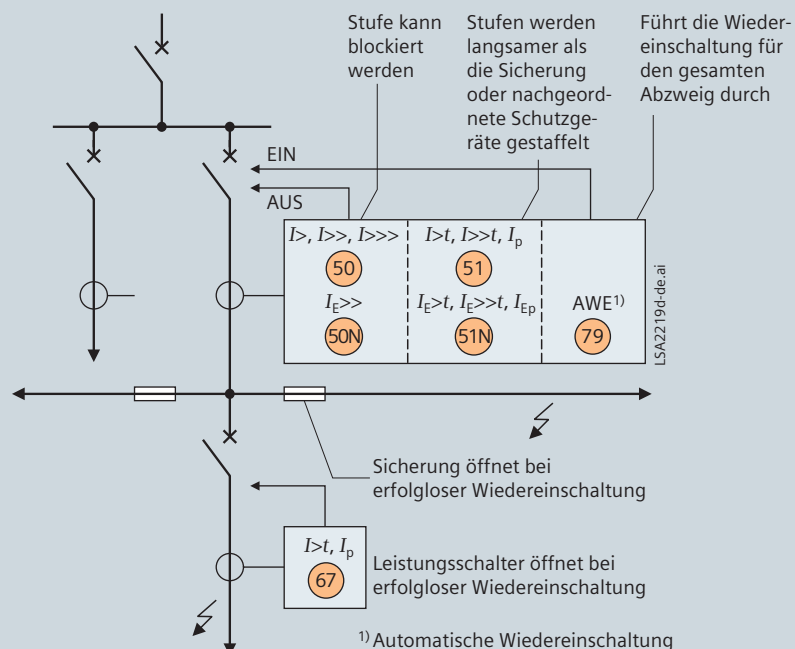 Stufe kann
blockiert
werden
Stufen werden
langsamer als
die Sicherung
oder nachgeord-
nete Schutzge-
räte gestaffelt
Führt die Wieder-
einschaltung für
den gesamten
Abzweig durch
EIN
AUS
I>, I>>, I>>>
50
I>t, I>>t, Ip
51
IE>>
50N
IE>t, IE>>t, IEp
51N
AWE1)
79
LSA2219d-de.ai
Sicherung öffnet bei
erfolgloser Wiedereinschaltung
I>t, Ip
67
Leistungsschalter öffnet bei
erfolgloser Wiedereinschaltung
1) Automatische Wiedereinschaltung